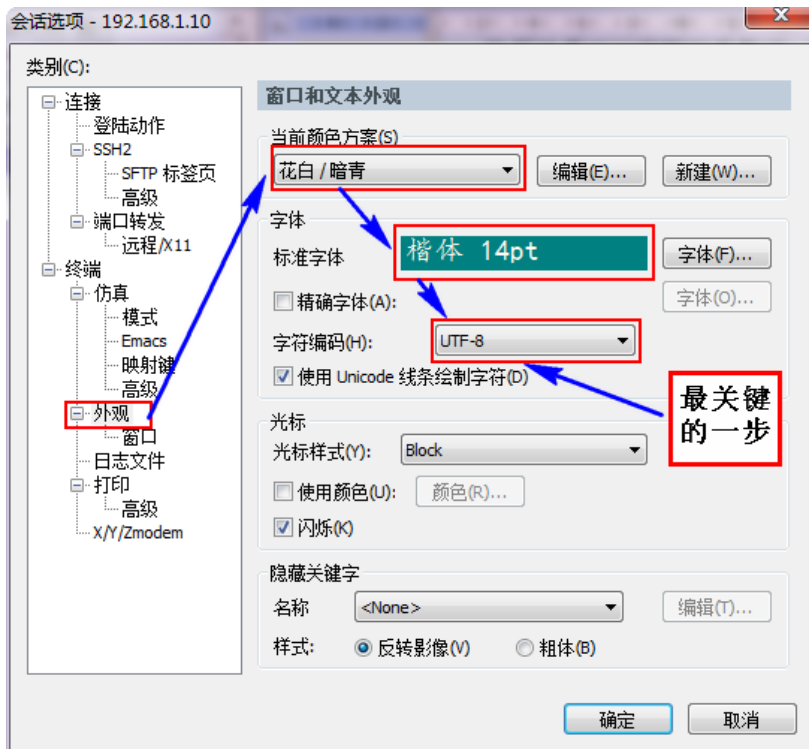 会话选项 - 192.168.1.10
类别(C):
连接
登陆动作
SSH2
SFTP 标签页
高级
端口转发
远程/X11
终端
仿真
模式
Emacs
映射键
高级
外观
窗口
日志文件
打印
高级
X/Y/Zmodem
窗口和文本外观
当前颜色方案(S)
花白 / 暗青
编辑(E)...
新建(W)...
字体
标准字体
楷体 14pt
字体(F)...
精确字体(A):
字体(O)...
字符编码(H):
UTF-8
使用 Unicode 线条绘制字符(D)
最关键
的一步
光标
光标样式(Y):
Block
使用颜色(U):
颜色(R)...
闪烁(K)
隐藏关键字
名称
<None>
编辑(T)...
样式:
反转影像(V)
粗体(B)
确定
取消